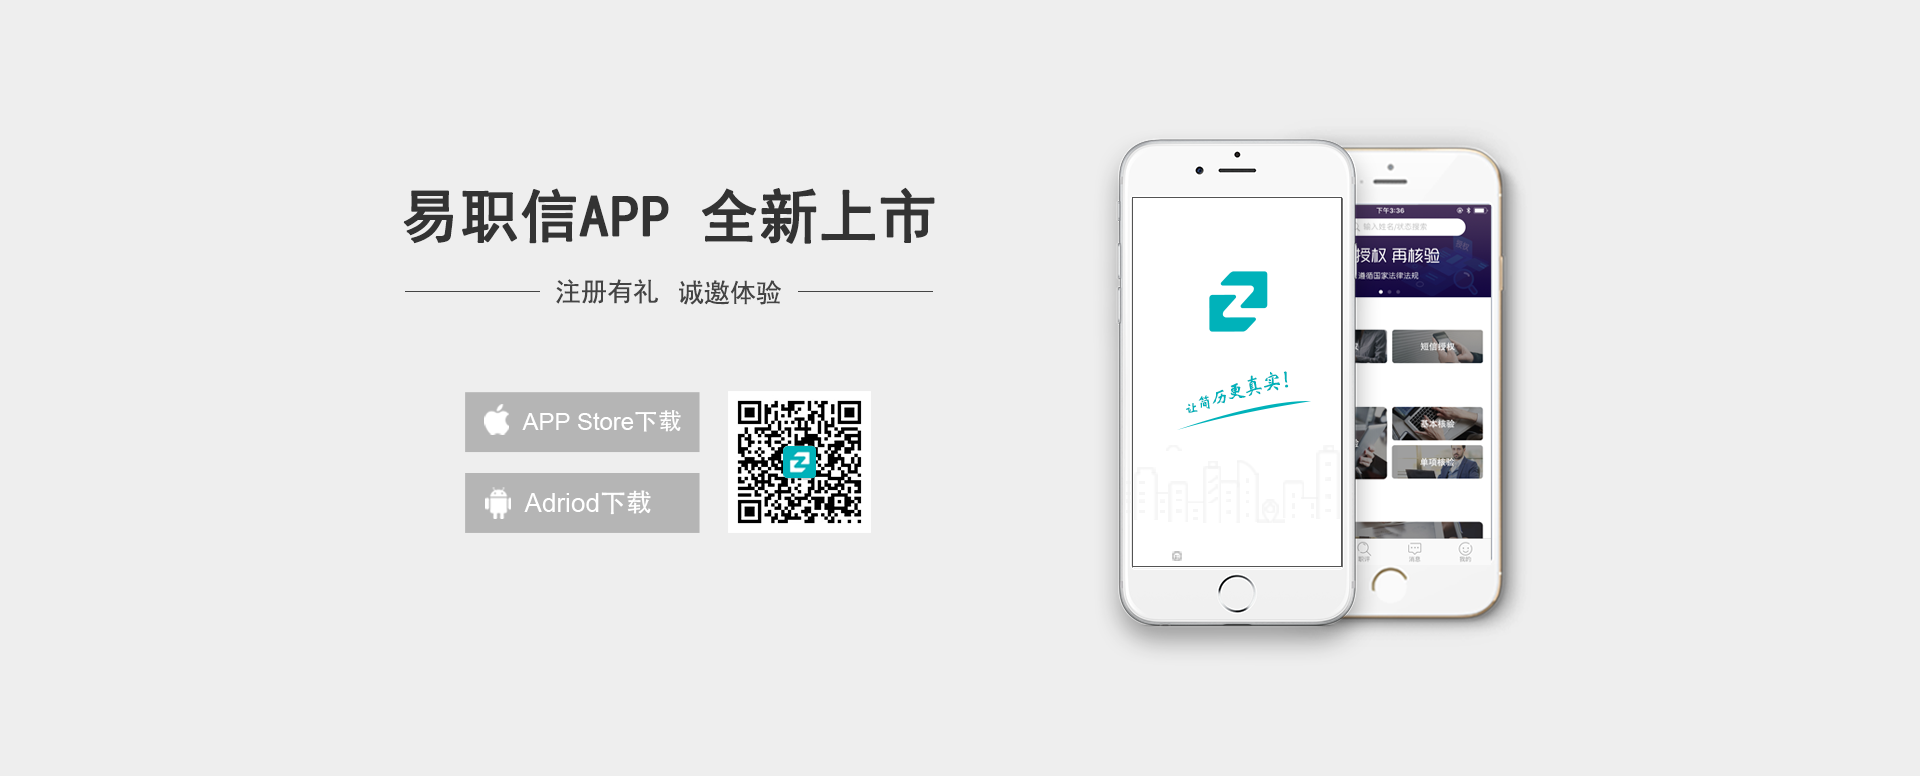 易职信APP 全新上市
注册有礼 诚邀体验
APP Store下载
Adriod下载
让简历更真实!
下午3:36
输入姓名/状态搜索
授权 再核验
遵循国家法律法规
短信授权
基本核验
单项核验
消息
我的